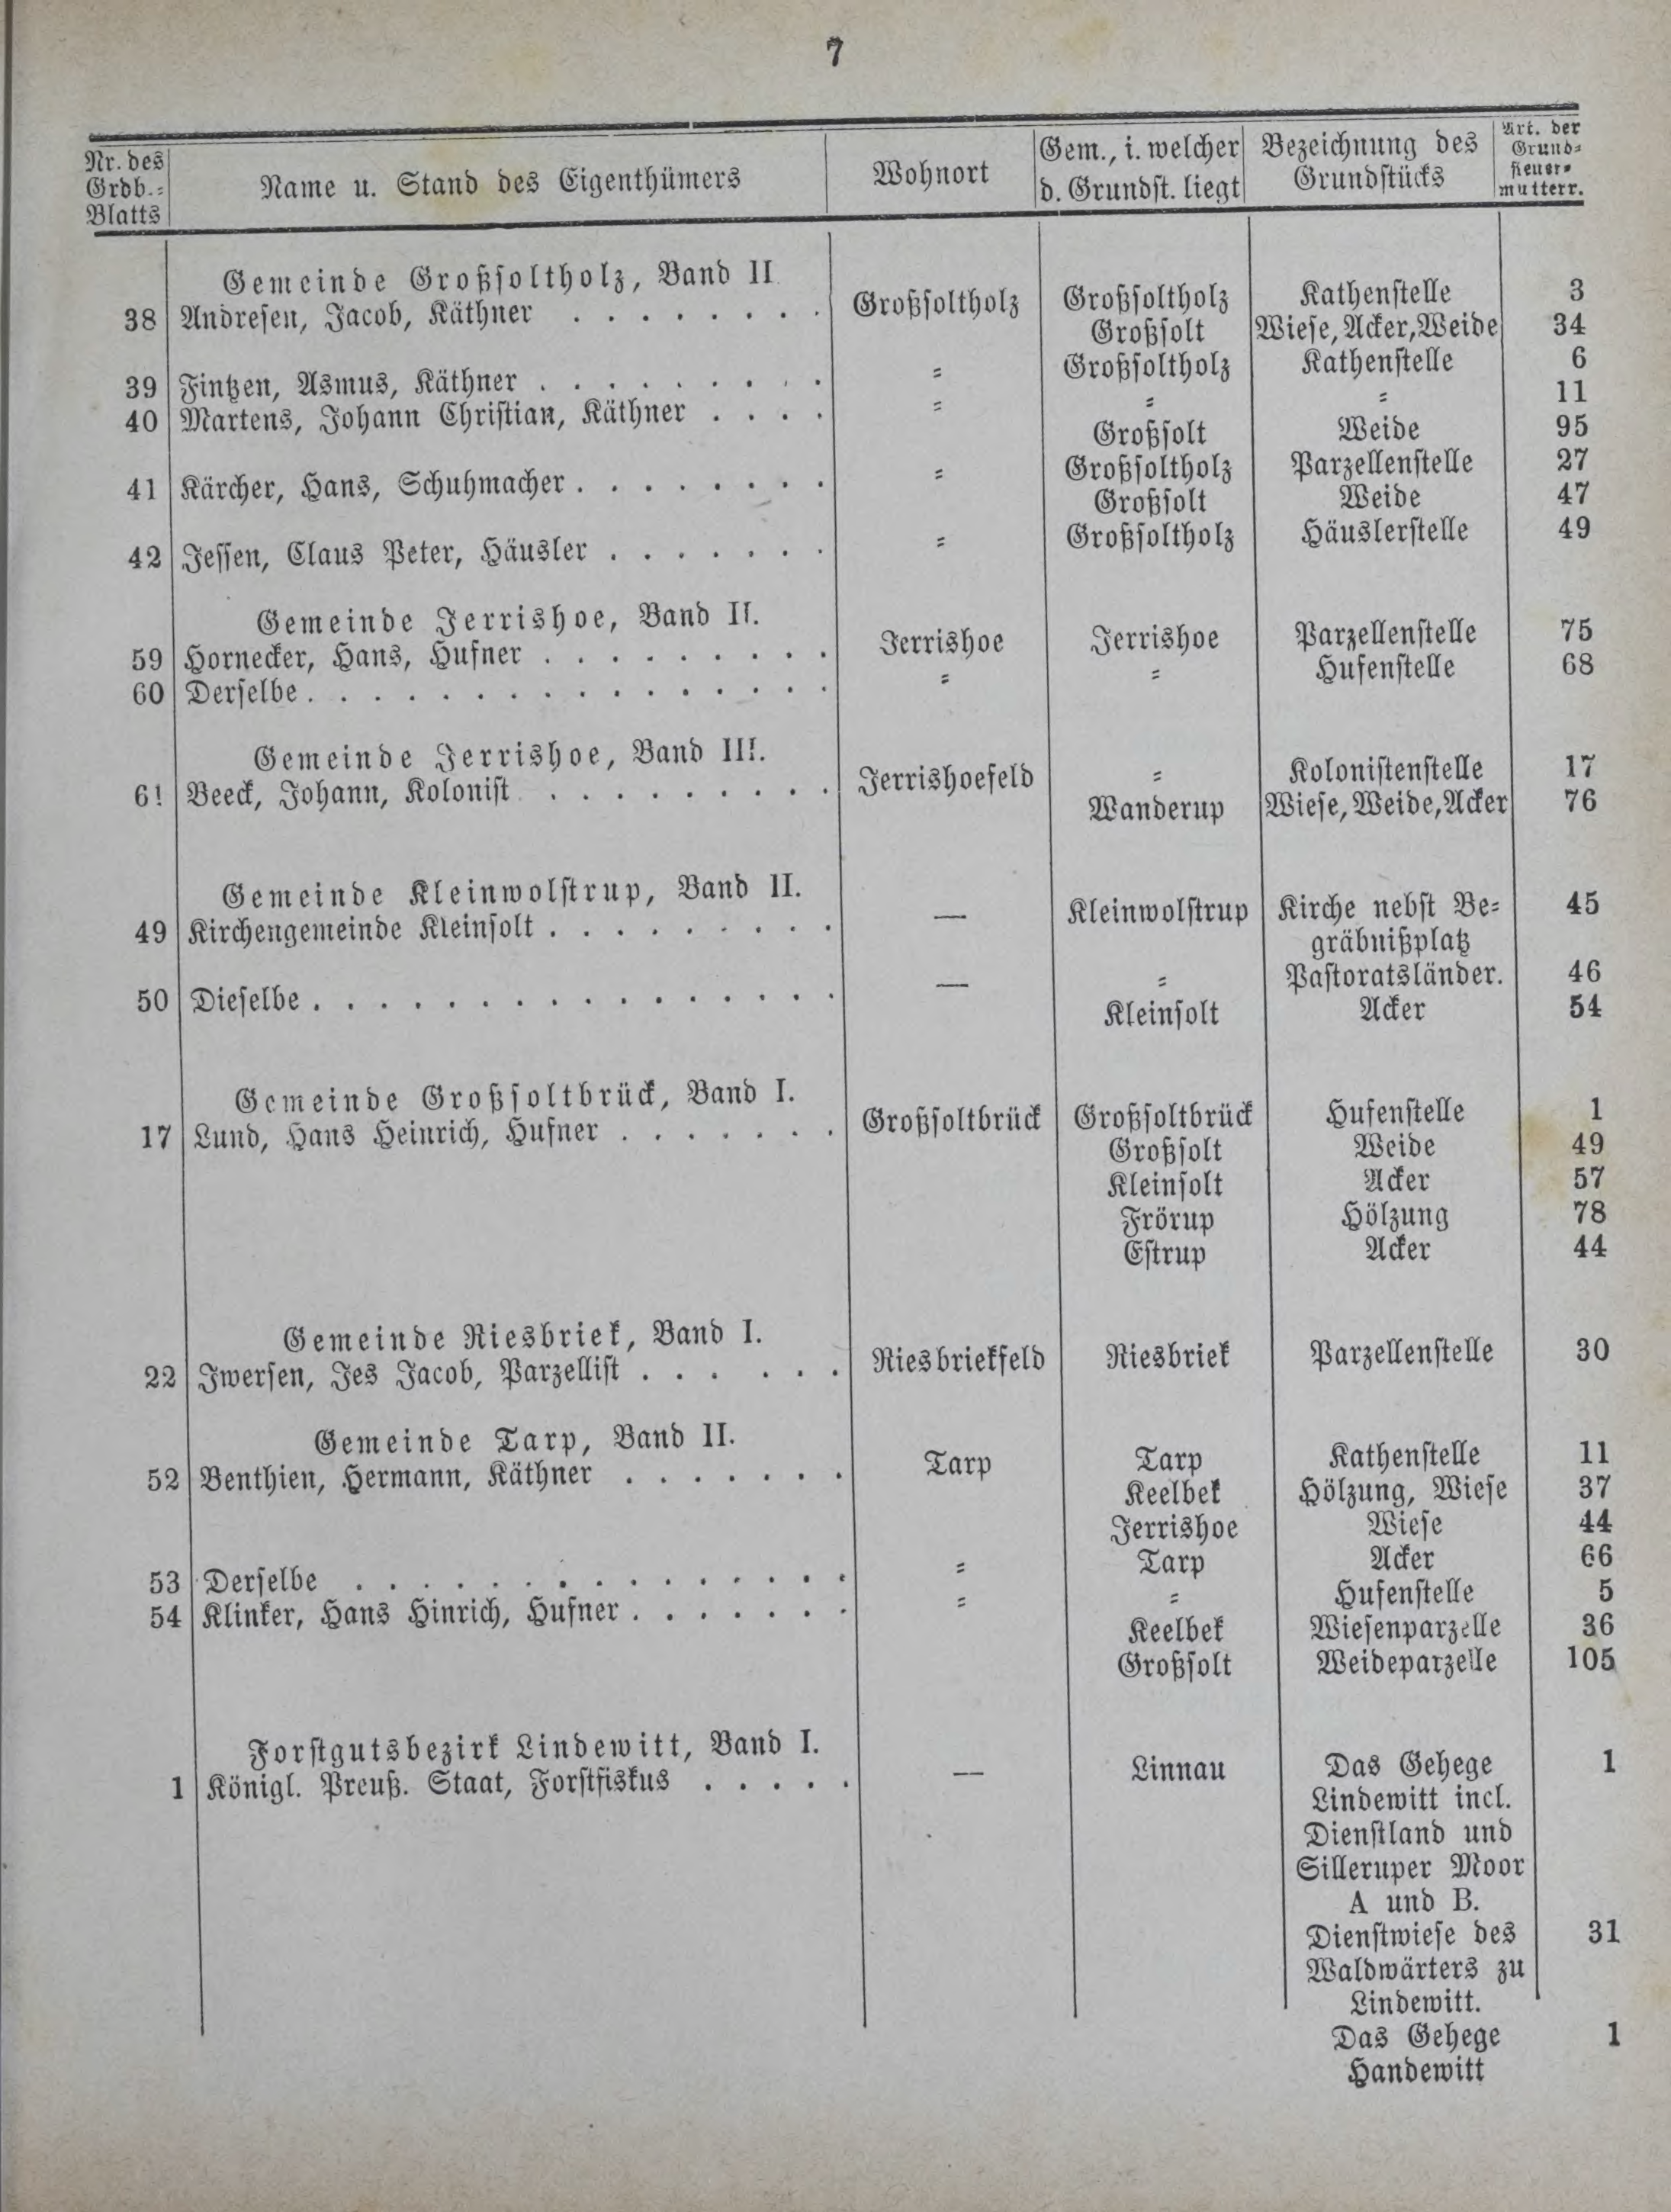 7
Nr. des Grdb.= Blatts | Name u. Stand des Eigenthümers | Wohnort | Gem., i. welcher d. Grundst. liegt | Bezeichnung des Grundstücks | Art. der Grund= steuer= mutterr.
Gemeinde Großsoltholz, Band II
38 Andresen, Jacob, Käthner . . . . . . . . Großsoltholz Großsoltholz Kathenstelle 3
Großsolt Wiese, Acker, Weide 34
39 Fintzen, Asmus, Käthner . . . . . . . . . = Großsoltholz Kathenstelle 6
40 Martens, Johann Christian, Käthner . . . . = = = 11
Großsolt Weide 95
41 Kärcher, Hans, Schuhmacher . . . . . . . . = Großsoltholz Parzellenstelle 27
Großsolt Weide 47
42 Jessen, Claus Peter, Häusler . . . . . . . = Großsoltholz Häuslerstelle 49
Gemeinde Jerrishoe, Band II.
59 Hornecker, Hans, Hufner . . . . . . . . . Jerrishoe Jerrishoe Parzellenstelle 75
60 Derselbe . . . . . . . . . . . . . . . . = = Hufenstelle 68
Gemeinde Jerrishoe, Band III.
61 Beeck, Johann, Kolonist . . . . . . . . . . Jerrishoefeld = Kolonistenstelle 17
Wanderup Wiese, Weide, Acker 76
Gemeinde Kleinwolstrup, Band II.
49 Kirchengemeinde Kleinsolt . . . . . . . . . — Kleinwolstrup Kirche nebst Be= 45
gräbnißplatz
50 Dieselbe . . . . . . . . . . . . . . . . — = Pastoratsländer. 46
Kleinsolt Acker 54
Gemeinde Großsoltbrück, Band I.
17 Lund, Hans Heinrich, Hufner . . . . . . . Großsoltbrück Großsoltbrück Hufenstelle 1
Großsolt Weide 49
Kleinsolt Acker 57
Frörup Hölzung 78
Estrup Acker 44
Gemeinde Riesbriek, Band I.
22 Iwersen, Jes Jacob, Parzellist . . . . . . Riesbriekfeld Riesbriek Parzellenstelle 30
Gemeinde Tarp, Band II.
52 Benthien, Hermann, Käthner . . . . . . . Tarp Tarp Kathenstelle 11
Keelbek Hölzung, Wiese 37
Jerrishoe Wiese 44
53 Derselbe . . . . . . . . . . . . . . . = Tarp Acker 66
54 Klinker, Hans Hinrich, Hufner . . . . . . . = = Hufenstelle 5
Keelbek Wiesenparzelle 36
Großsolt Weideparzelle 105
Forstgutsbezirk Lindewitt, Band I.
1 Königl. Preuß. Staat, Forstfiskus . . . . . — Linnau Das Gehege 1
Lindewitt incl.
Dienstland und
Silleruper Moor
A und B.
Dienstwiese des 31
Waldwärters zu
Lindewitt.
Das Gehege 1
Handewitt